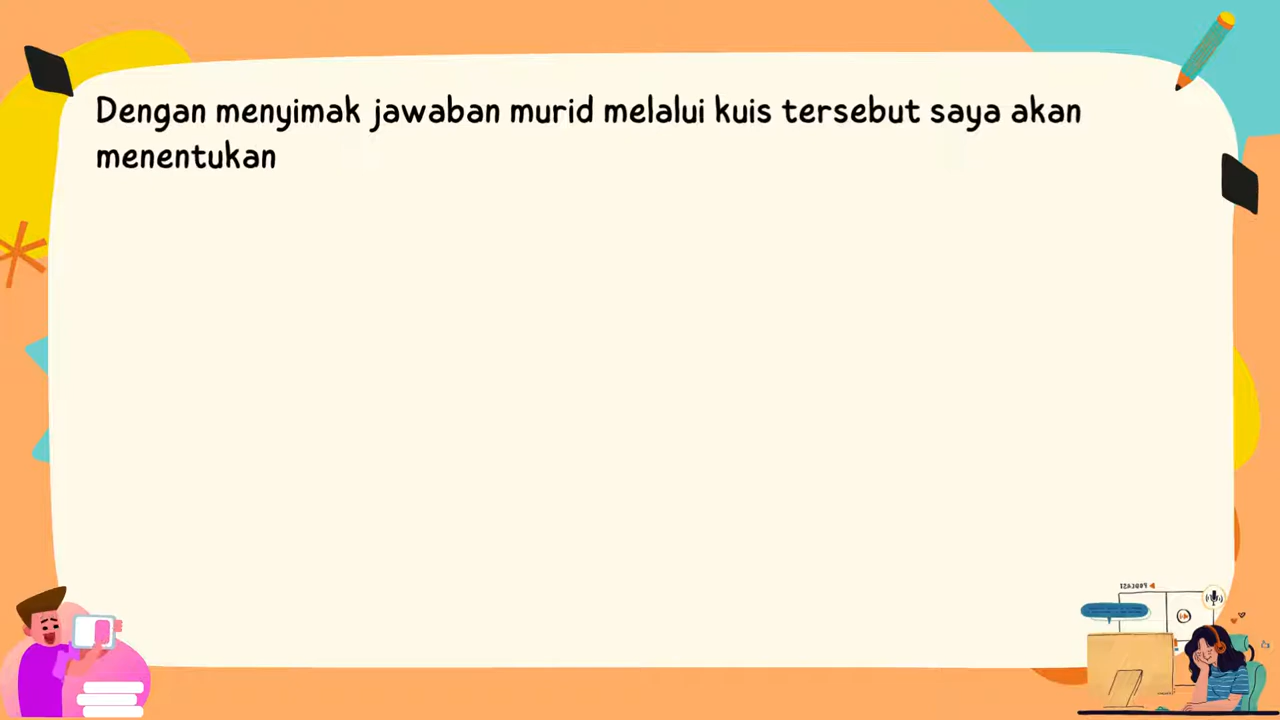 Dengan menyimak jawaban murid melalui kuis tersebut saya akan
menentukan